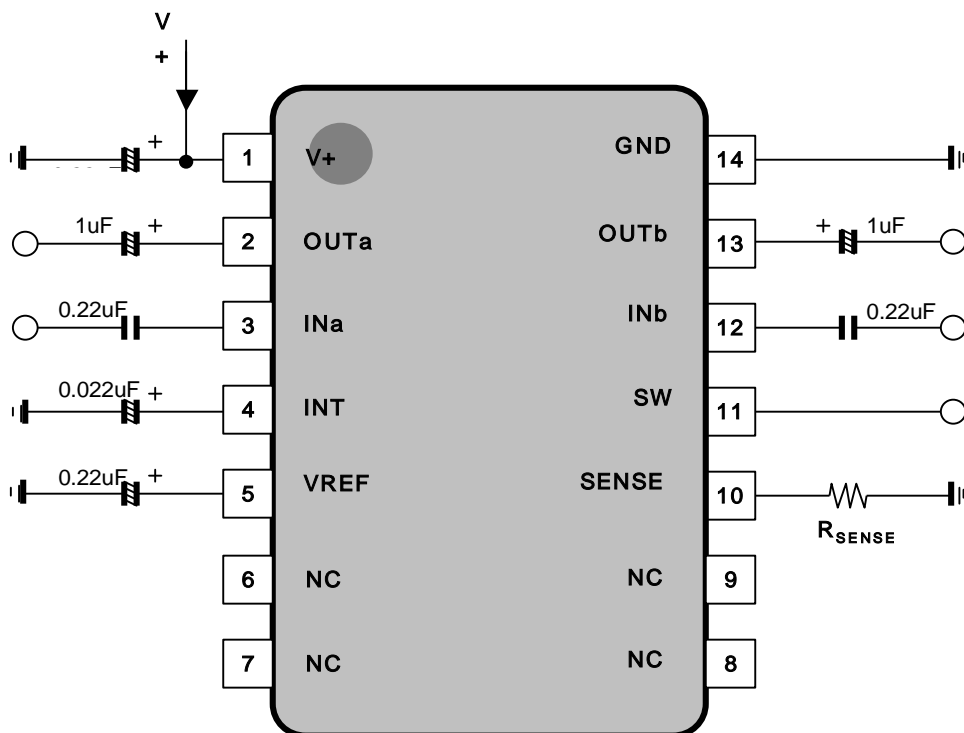 V
+
+ 1 V+ GND 14
1uF + 2 OUTa OUTb 13 + 1uF
0.22uF 3 INa INb 12 0.22uF
0.022uF + 4 INT SW 11
0.22uF + 5 VREF SENSE 10
RSENSE
6 NC NC 9
7 NC NC 8